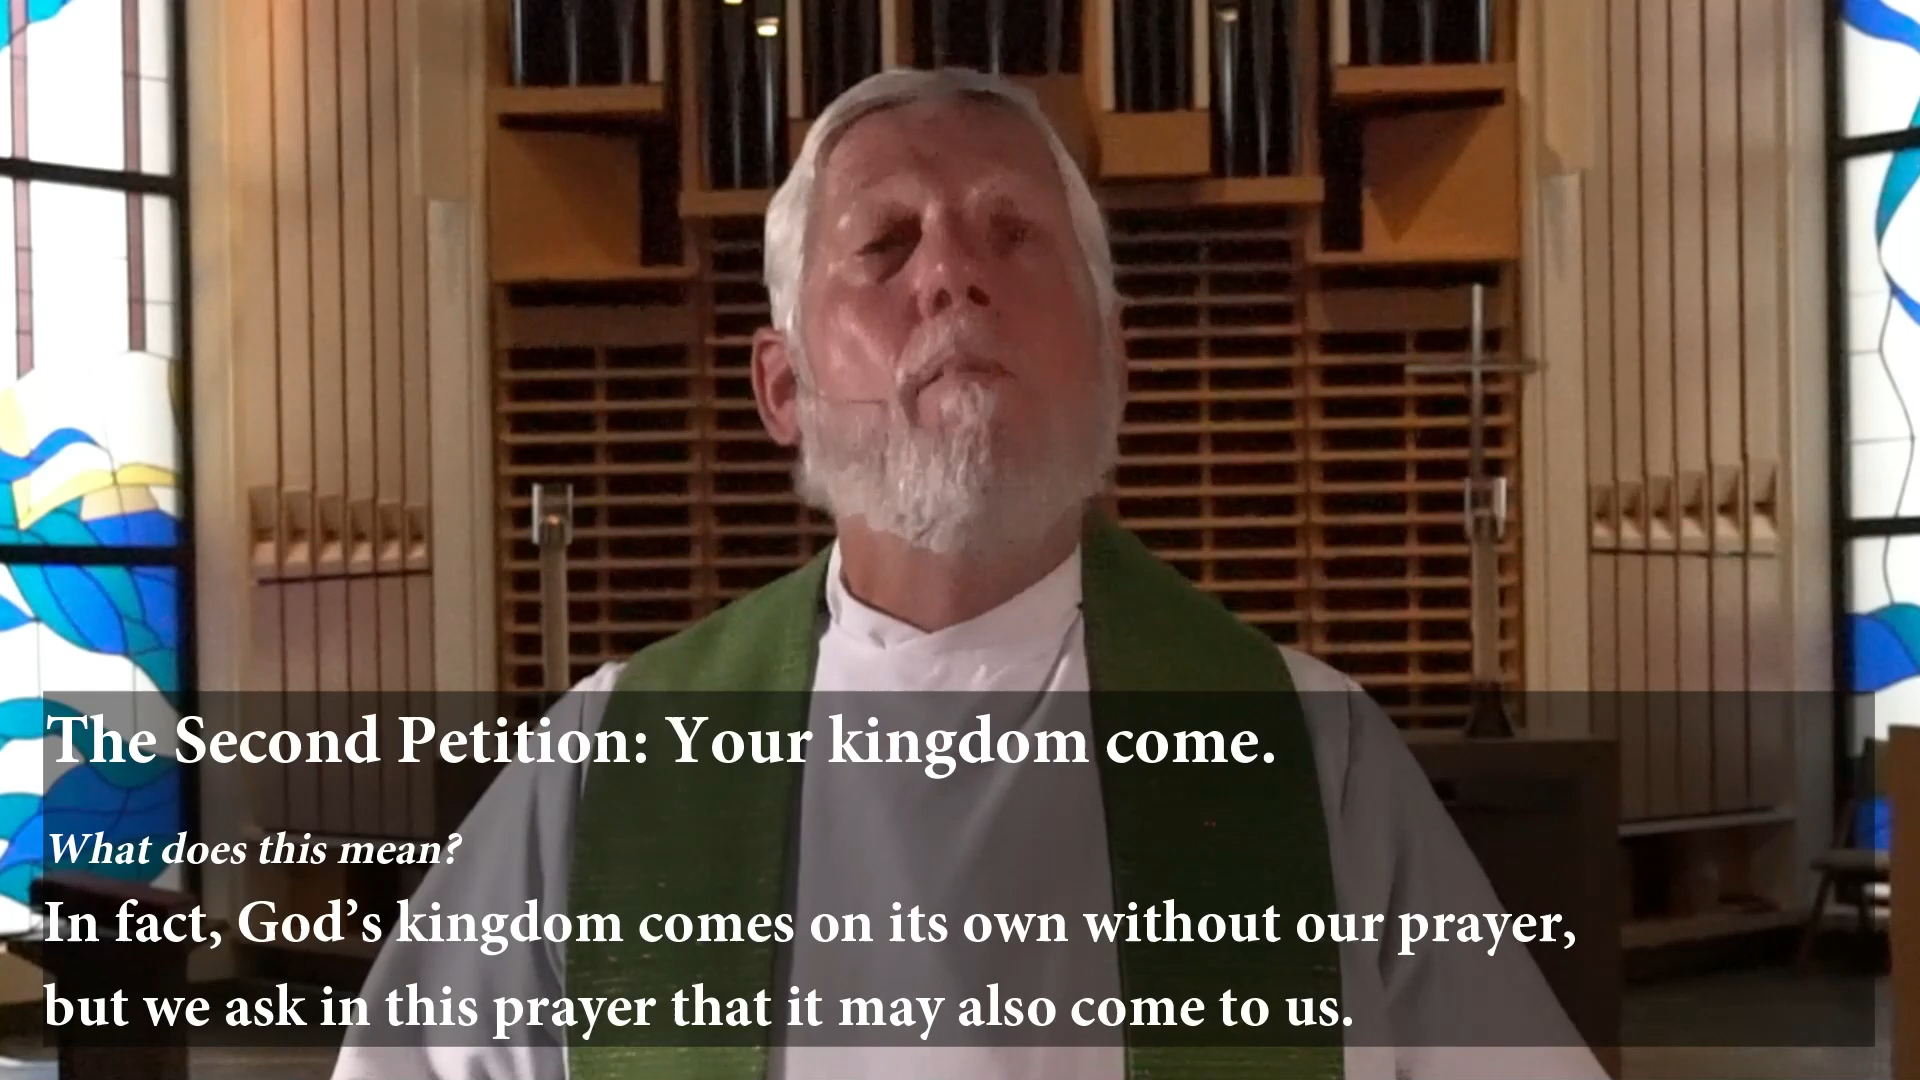 The Second Petition: Your kingdom come.
What does this mean?
In fact, God’s kingdom comes on its own without our prayer,
but we ask in this prayer that it may also come to us.